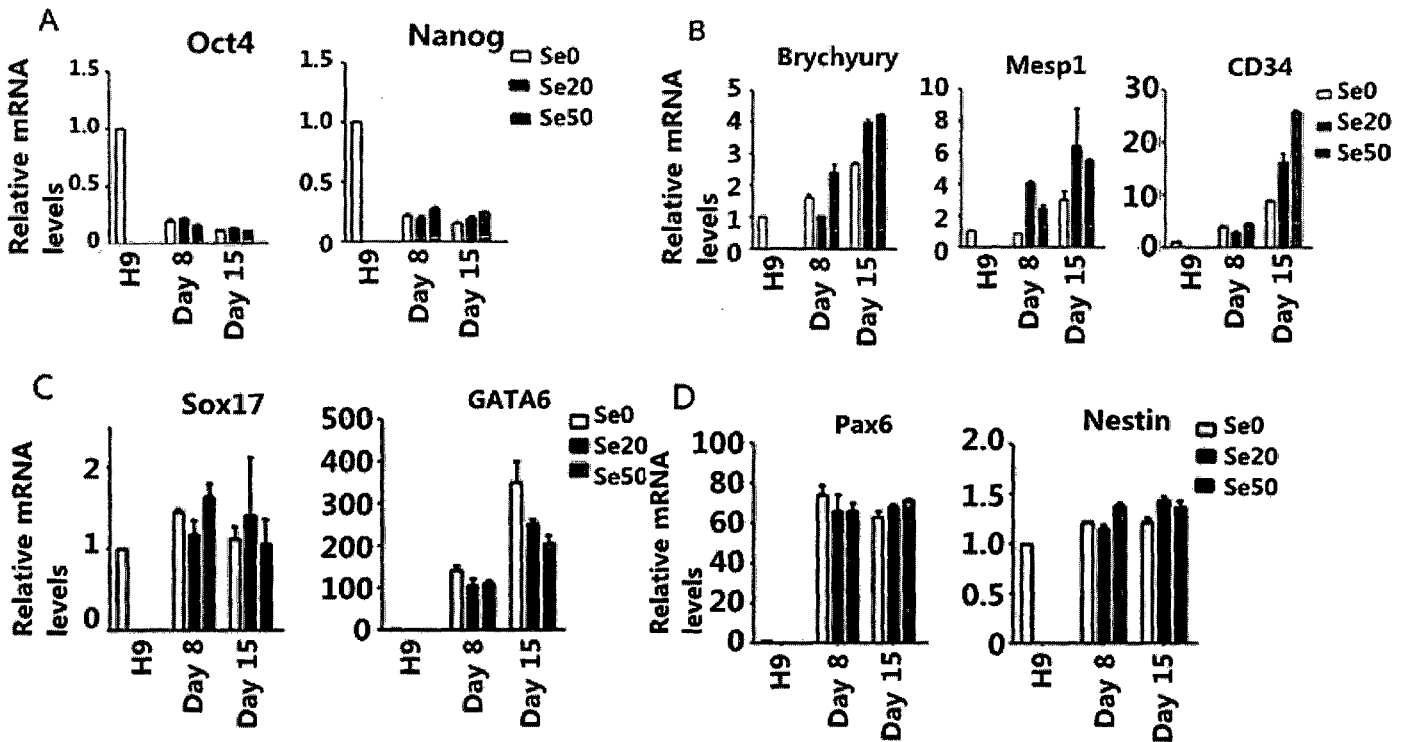 A
Oct4
Relative mRNA
levels
1.5
1.0
0.5
0
H9
Day 8
Day 15
Nanog
1.5
1.0
0.5
0
H9
Day 8
Day 15
Se0
Se20
Se50
B
Brychyury
Relative mRNA
levels
5
4
3
2
1
0
H9
Day 8
Day 15
Mesp1
10
8
6
4
2
0
H9
Day 8
Day 15
CD34
30
20
10
0
H9
Day 8
Day 15
Se0
Se20
Se50
C
Sox17
Relative mRNA
levels
2
1
0
H9
Day 8
Day 15
GATA6
500
400
300
200
100
0
H9
Day 8
Day 15
Se0
Se20
Se50
D
Pax6
Relative mRNA
levels
100
80
60
40
20
0
H9
Day 8
Day 15
Nestin
2.0
1.5
1.0
0.5
0
H9
Day 8
Day 15
Se0
Se20
Se50